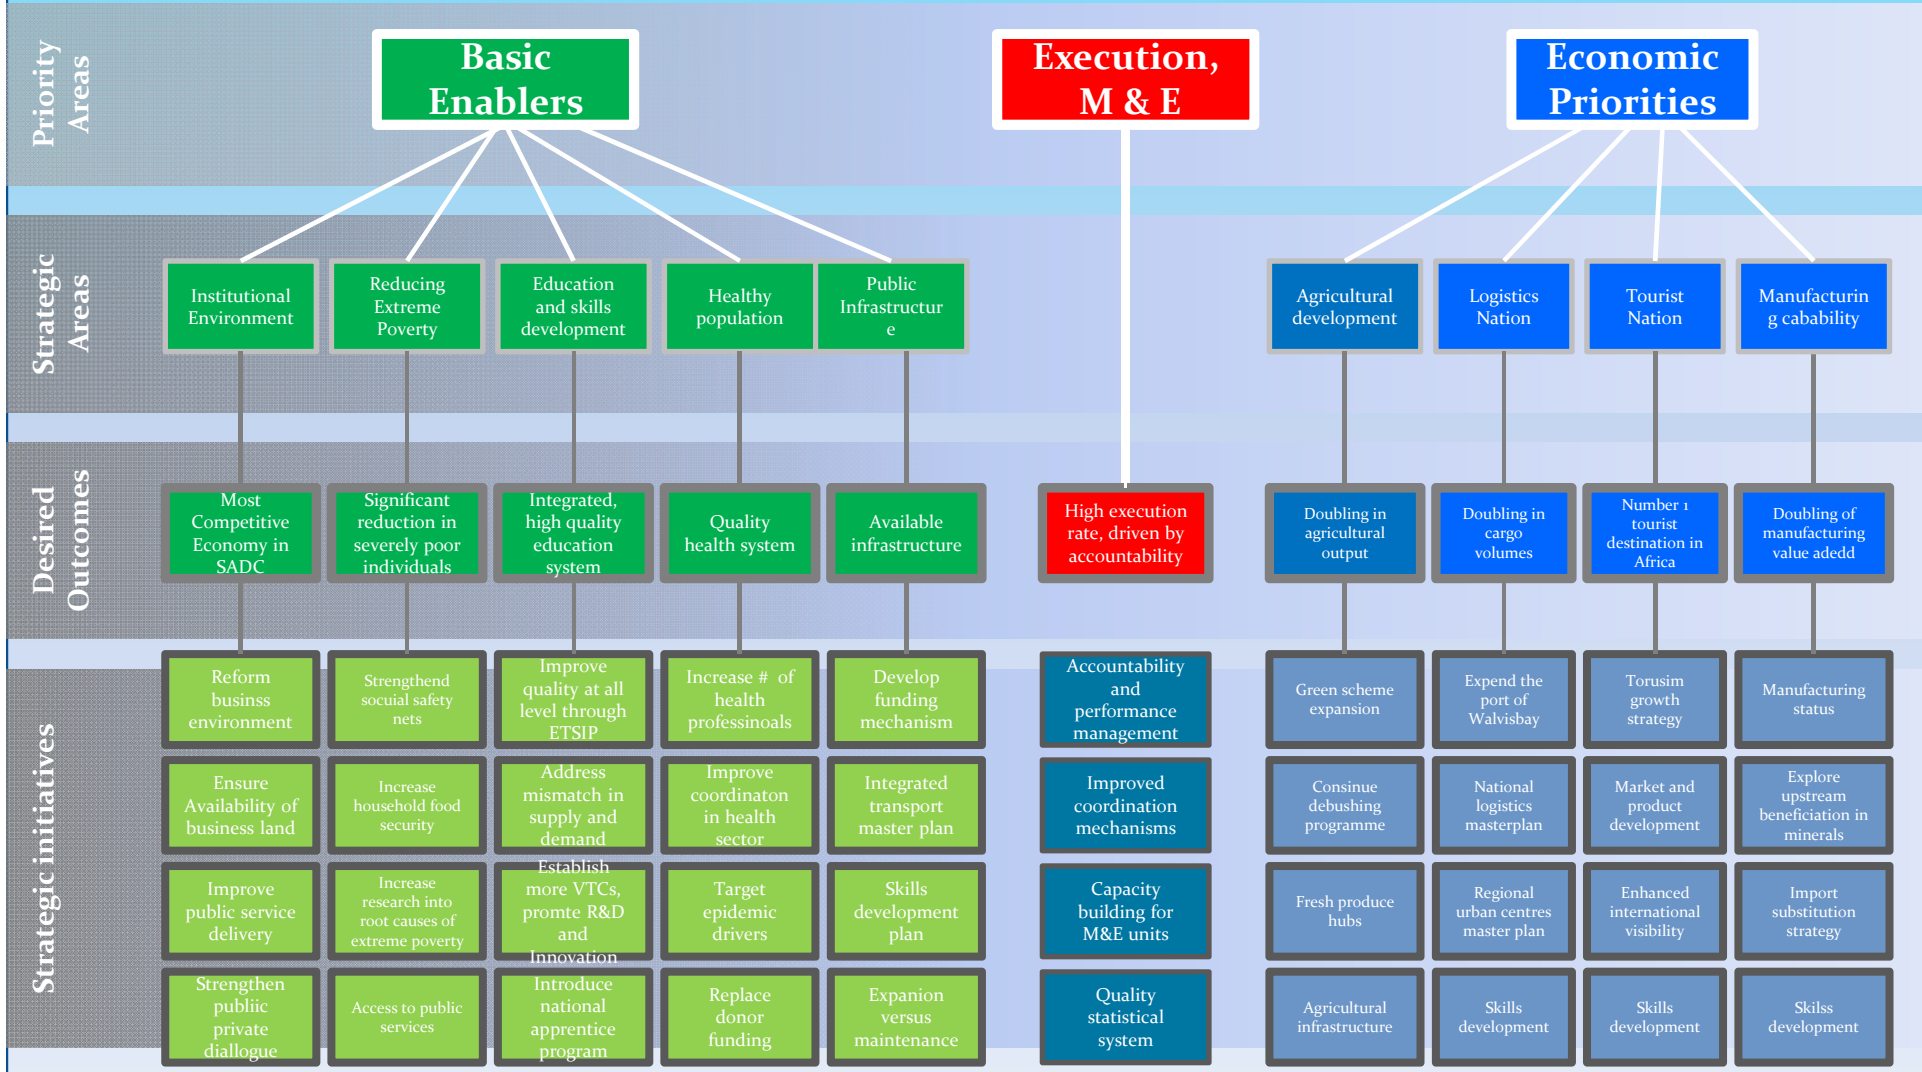 Priority
Areas
Basic
Enablers
Execution,
M & E
Economic
Priorities
Strategic
Areas
Institutional
Environment
Reducing
Extreme
Poverty
Education
and skills
development
Healthy
population
Public
Infrastructur
e
Agricultural
development
Logistics
Nation
Tourist
Nation
Manufacturin
g cabability
Desired
Outcomes
Most
Competitive
Economy in
SADC
Significant
reduction in
severely poor
individuals
Integrated,
high quality
education
system
Quality
health system
Available
infrastructure
High execution
rate, driven by
accountability
Doubling in
agricultural
output
Doubling in
cargo
volumes
Number 1
tourist
destination in
Africa
Doubling of
manufacturing
value adedd
Strategic initiatives
Reform
businss
environment
Strengthend
socuial safety
nets
Improve
quality at all
level through
ETSIP
Increase # of
health
professinoals
Develop
funding
mechanism
Accountability
and
performance
management
Green scheme
expansion
Expend the
port of
Walvisbay
Torusim
growth
strategy
Manufacturing
status
Ensure
Availability of
business land
Increase
household food
security
Address
mismatch in
supply and
demand
Improve
coordinaton
in health
sector
Integrated
transport
master plan
Improved
coordination
mechanisms
Consinue
debushing
programme
National
logistics
masterplan
Market and
product
development
Explore
upstream
beneficiation in
minerals
Improve
public service
delivery
Increase
research into
root causes of
extreme poverty
Establish
more VTCs,
promte R&D
and
Innovation
Target
epidemic
drivers
Skills
development
plan
Capacity
building for
M&E units
Fresh produce
hubs
Regional
urban centres
master plan
Enhanced
international
visibility
Import
substitution
strategy
Strengthen
publiic
private
diallogue
Access to public
services
Introduce
national
apprentice
program
Replace
donor
funding
Expanion
versus
maintenance
Quality
statistical
system
Agricultural
infrastructure
Skills
development
Skills
development
Skilss
development